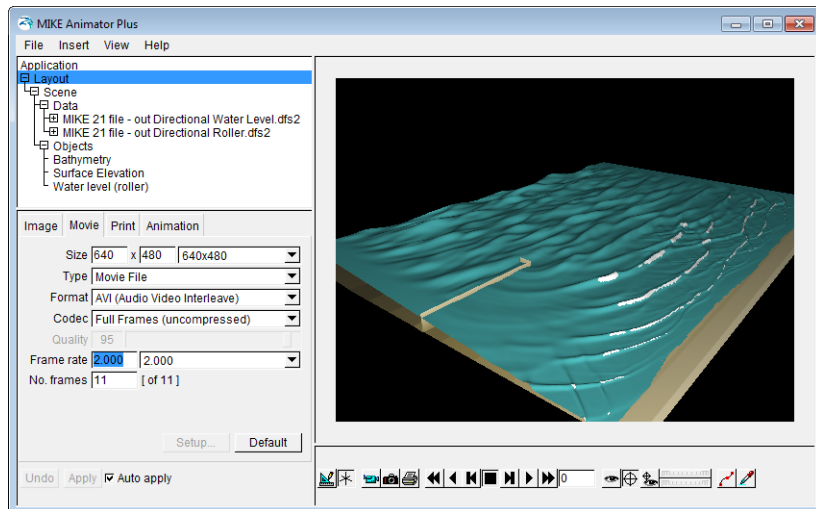 MIKE Animator Plus
File Insert View Help
Application
Layout
Scene
Data
MIKE 21 file - out Directional Water Level.dfs2
MIKE 21 file - out Directional Roller.dfs2
Objects
Bathymetry
Surface Elevation
Water level (roller)
Image Movie Print Animation
Size 640 x 480 640x480
Type Movie File
Format AVI (Audio Video Interleave)
Codec Full Frames (uncompressed)
Quality 95
Frame rate 2.000 2.000
No. frames 11 [ of 11 ]
Setup... Default
Undo Apply Auto apply
0